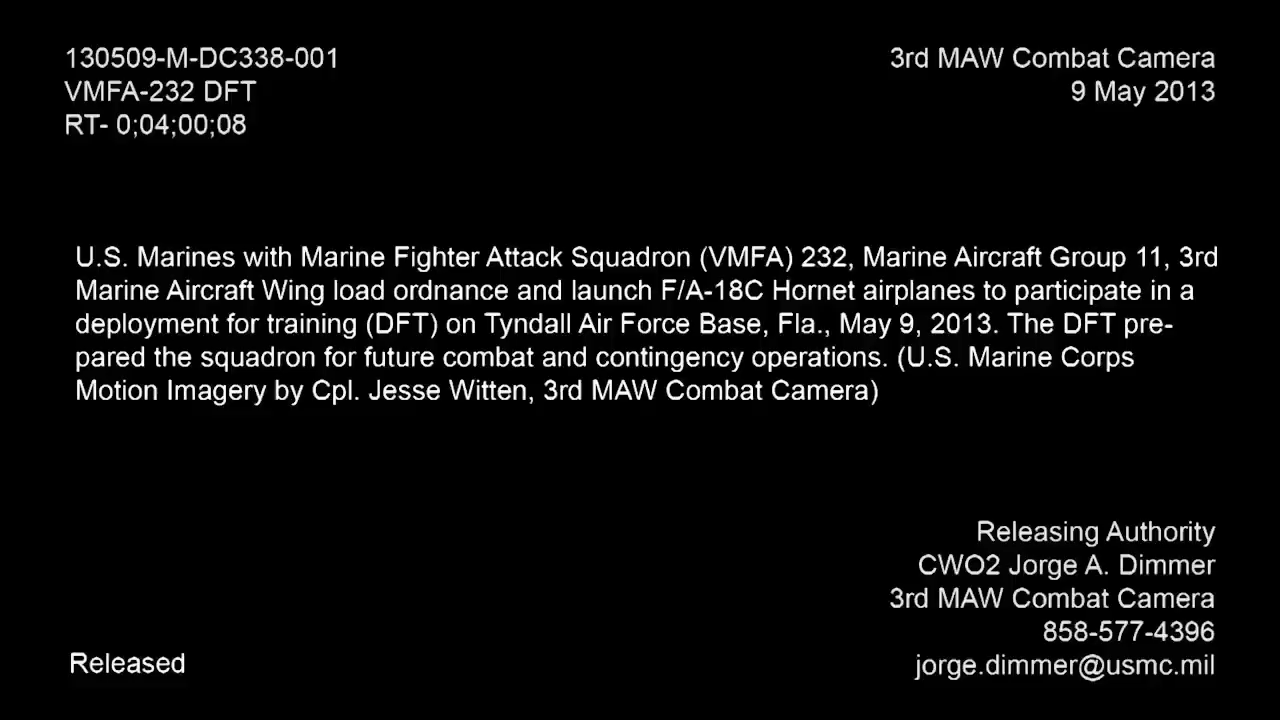 130509-M-DC338-001
VMFA-232 DFT
RT- 0;04;00;08
3rd MAW Combat Camera
9 May 2013
U.S. Marines with Marine Fighter Attack Squadron (VMFA) 232, Marine Aircraft Group 11, 3rd
Marine Aircraft Wing load ordnance and launch F/A-18C Hornet airplanes to participate in a
deployment for training (DFT) on Tyndall Air Force Base, Fla., May 9, 2013. The DFT pre-
pared the squadron for future combat and contingency operations. (U.S. Marine Corps
Motion Imagery by Cpl. Jesse Witten, 3rd MAW Combat Camera)
Releasing Authority
CWO2 Jorge A. Dimmer
3rd MAW Combat Camera
858-577-4396
jorge.dimmer@usmc.mil
Released